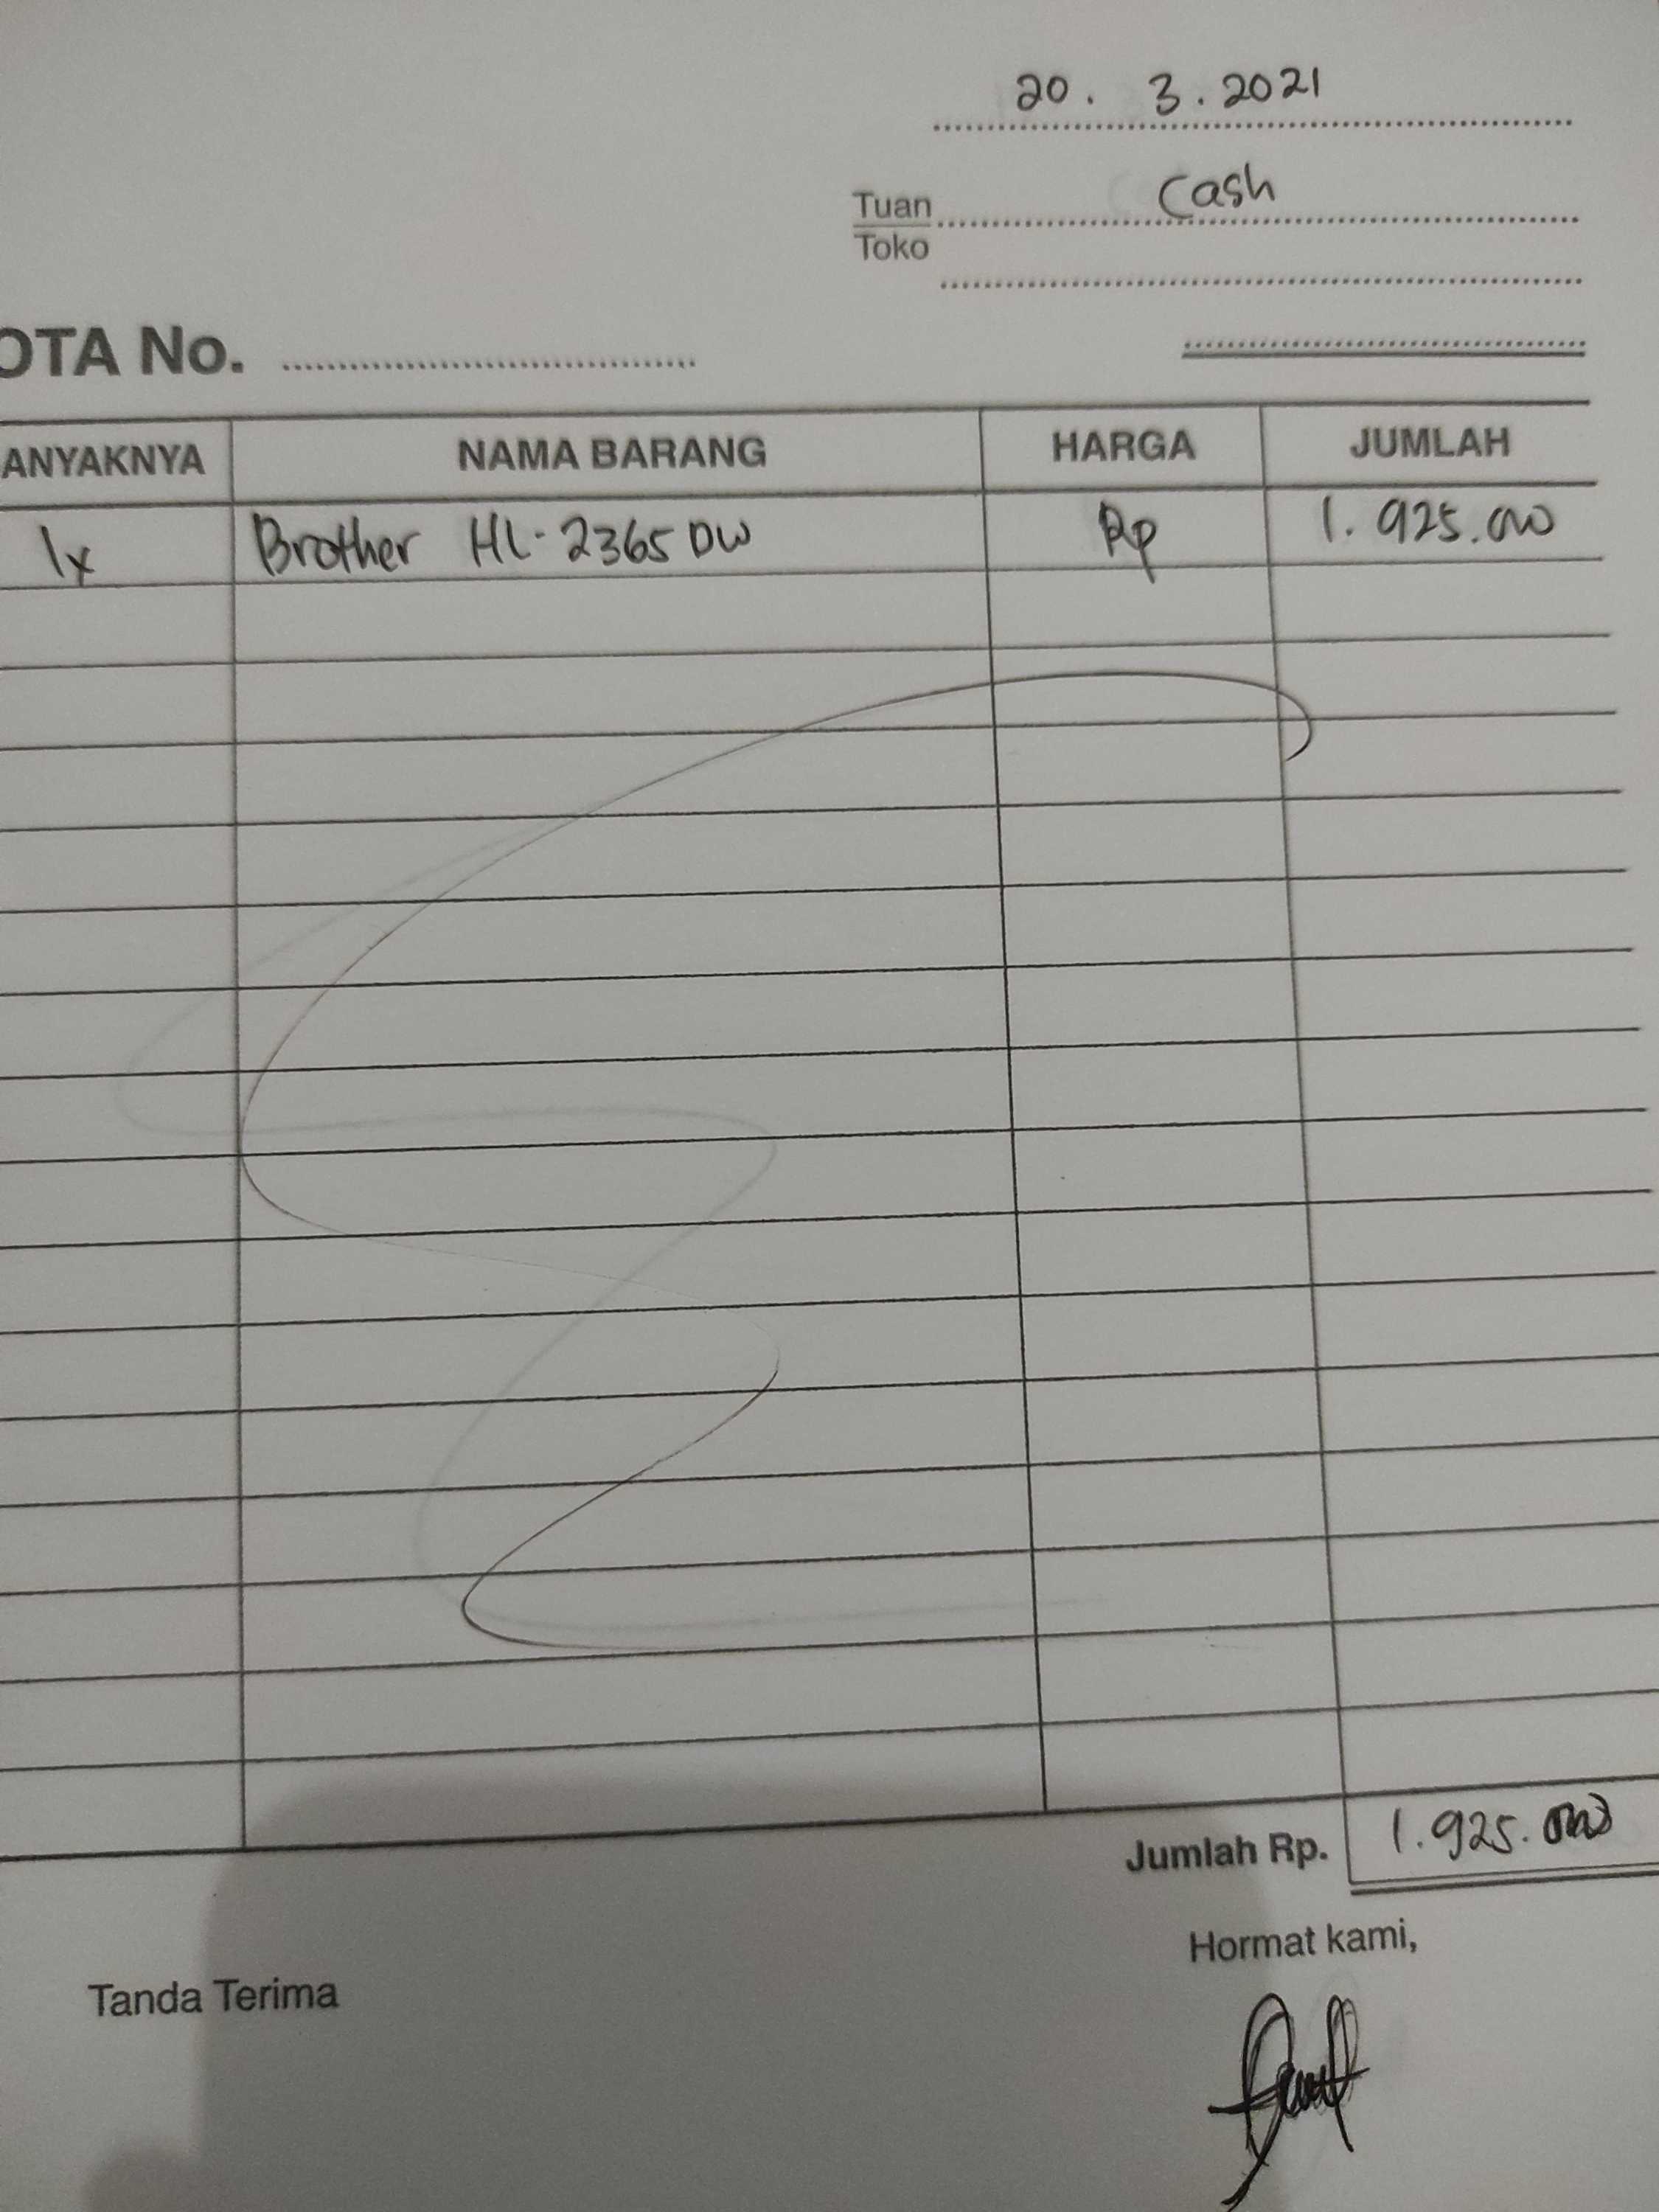 20. 3.2021
Tuan Cash
Toko
OTA No.
ANYAKNYA NAMA BARANG HARGA JUMLAH
1x Brother HL-2365DW Rp 1.925.000
Jumlah Rp. 1.925.000
Hormat kami,
Tanda Terima